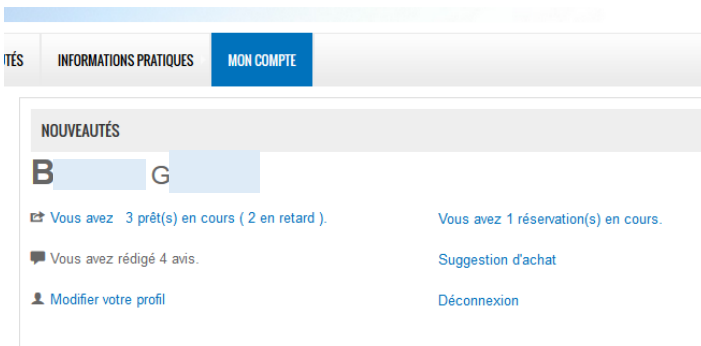 TÉS INFORMATIONS PRATIQUES MON COMPTE
NOUVEAUTÉS
B G
Vous avez 3 prêt(s) en cours ( 2 en retard ).
Vous avez 1 réservation(s) en cours.
Vous avez rédigé 4 avis.
Suggestion d'achat
Modifier votre profil
Déconnexion